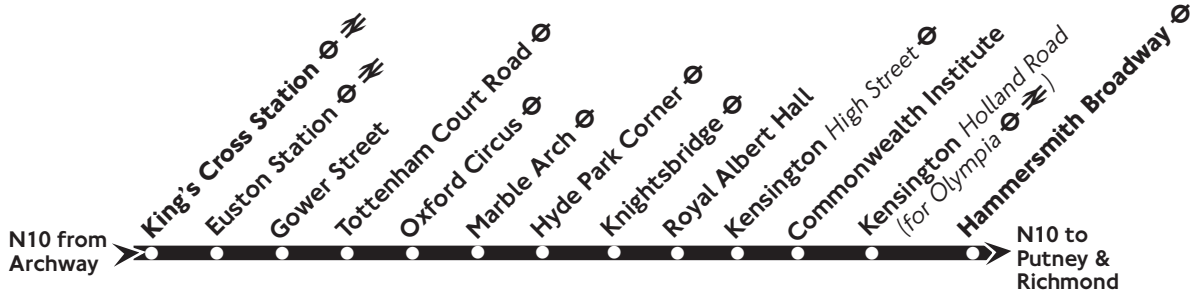 N10 from
Archway
King's Cross Station
Euston Station
Gower Street
Tottenham Court Road
Oxford Circus
Marble Arch
Hyde Park Corner
Knightsbridge
Royal Albert Hall
Kensington High Street
Commonwealth Institute
Kensington Holland Road
(for Olympia)
Hammersmith Broadway
N10 to
Putney &
Richmond